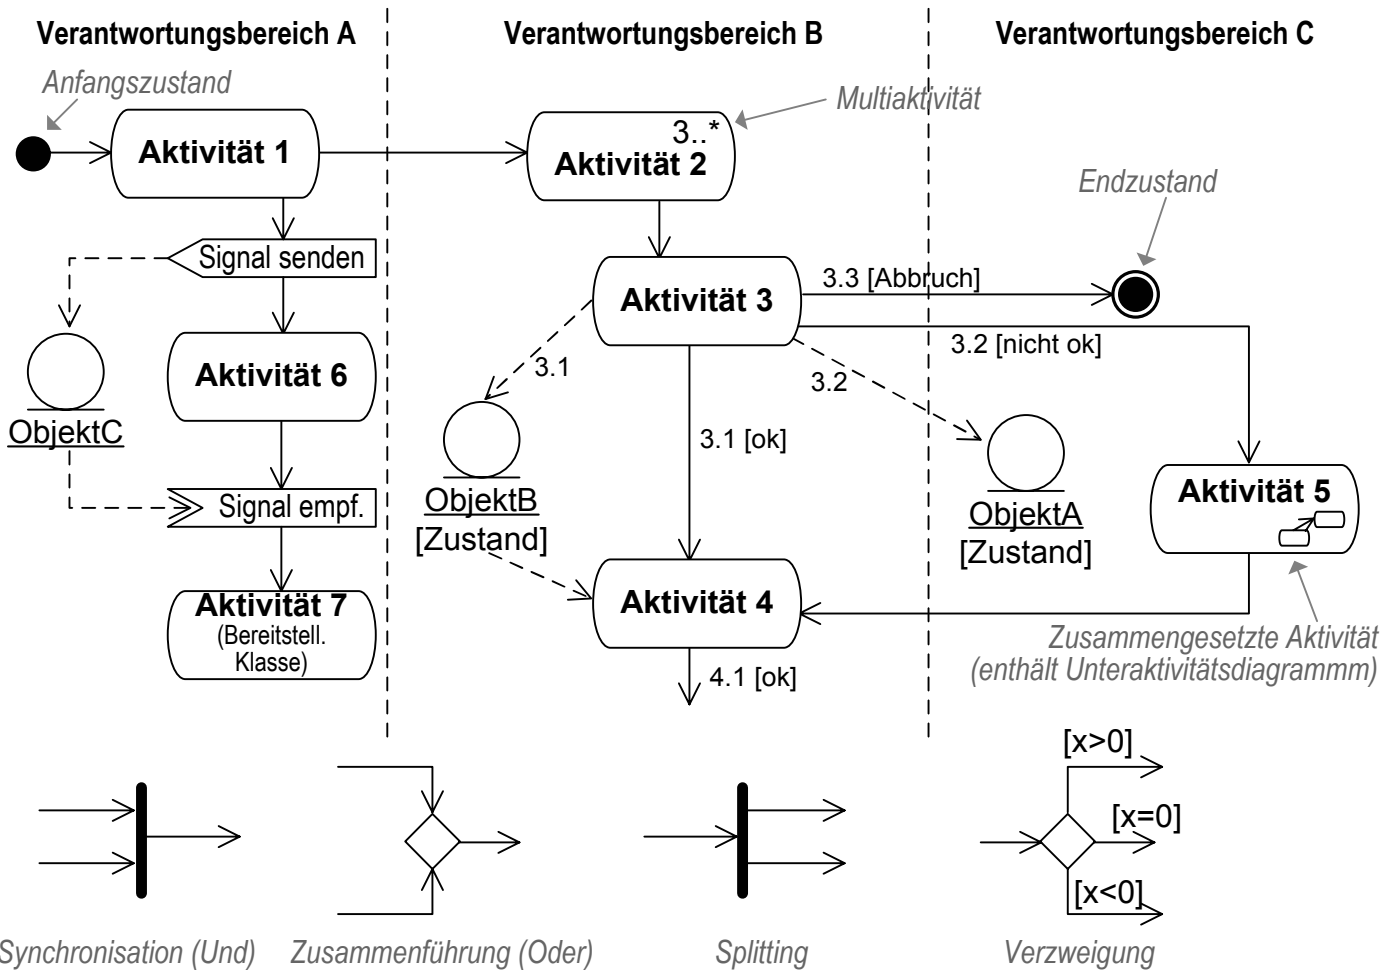 Verantwortungsbereich A
Verantwortungsbereich B
Verantwortungsbereich C
Anfangszustand
Multiaktivität
Aktivität 1
3..*
Aktivität 2
Endzustand
Signal senden
3.3 [Abbruch]
Aktivität 3
3.2 [nicht ok]
Aktivität 6
3.1
3.2
ObjektC
3.1 [ok]
ObjektB
[Zustand]
ObjektA
[Zustand]
Aktivität 5
Signal empf.
Aktivität 7
(Bereitstell.
Klasse)
Aktivität 4
Zusammengesetzte Aktivität
(enthält Unteraktivitätsdiagrammm)
4.1 [ok]
[x>0]
[x=0]
[x<0]
Synchronisation (Und)
Zusammenführung (Oder)
Splitting
Verzweigung